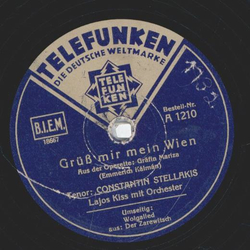 TELEFUNKEN
DIE DEUTSCHE WELTMARKE
TELE
FUN
KEN
B.I.E.M.
10667
Bestell-Nr.
A 1210
Grüß mir mein Wien
Aus der Operette: Gräfin Mariza
(Emmerich Kálmán)
Tenor: CONSTANTIN STELLAKIS
Lajos Kiss mit Orchester
Umseitig:
Wolgalied
aus: Der Zarewitsch